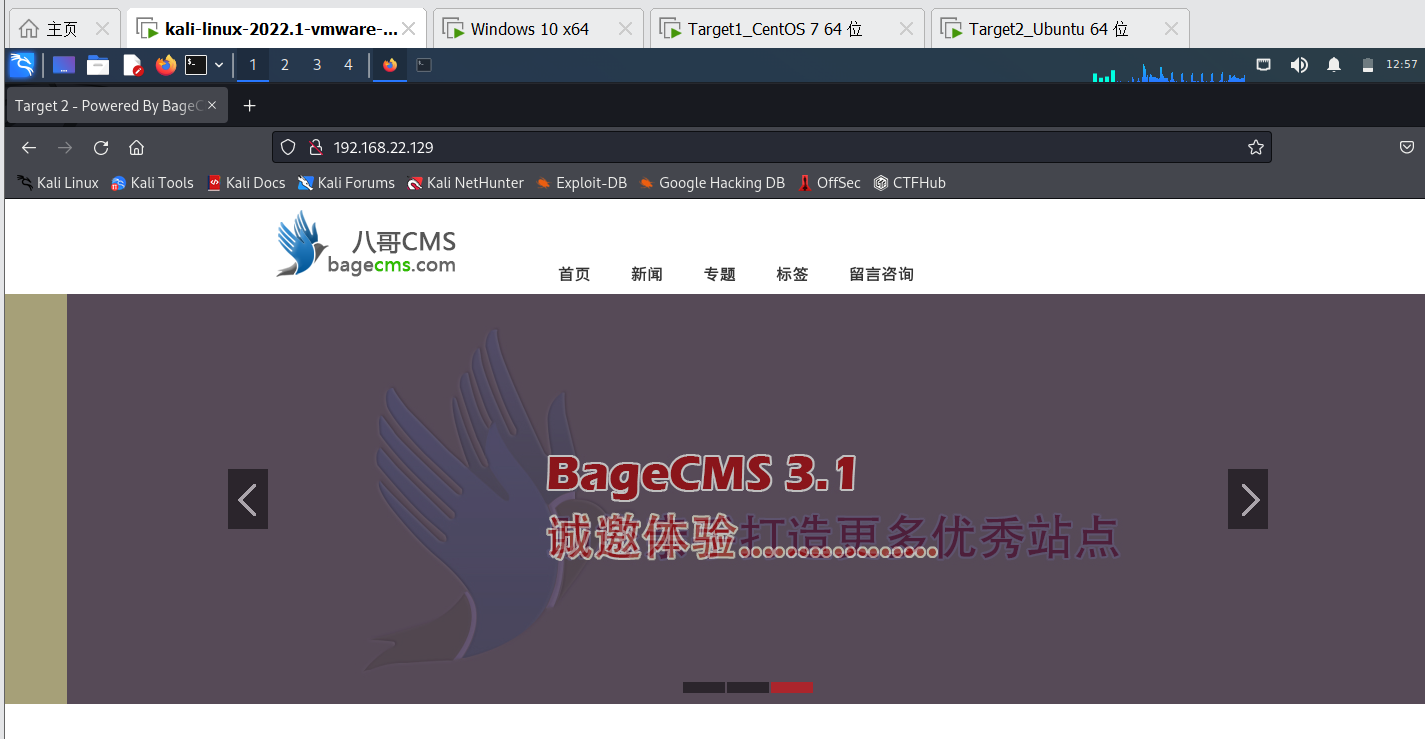 主页 kali-linux-2022.1-vmware-... Windows 10 x64 Target1_CentOS 7 64 位 Target2_Ubuntu 64 位
1 2 3 4 12:57
Target 2 - Powered By BageC
192.168.22.129
Kali Linux Kali Tools Kali Docs Kali Forums Kali NetHunter Exploit-DB Google Hacking DB OffSec CTFHub
八哥CMS
bagecms.com
首页 新闻 专题 标签 留言咨询
BageCMS 3.1
诚邀体验打造更多优秀站点